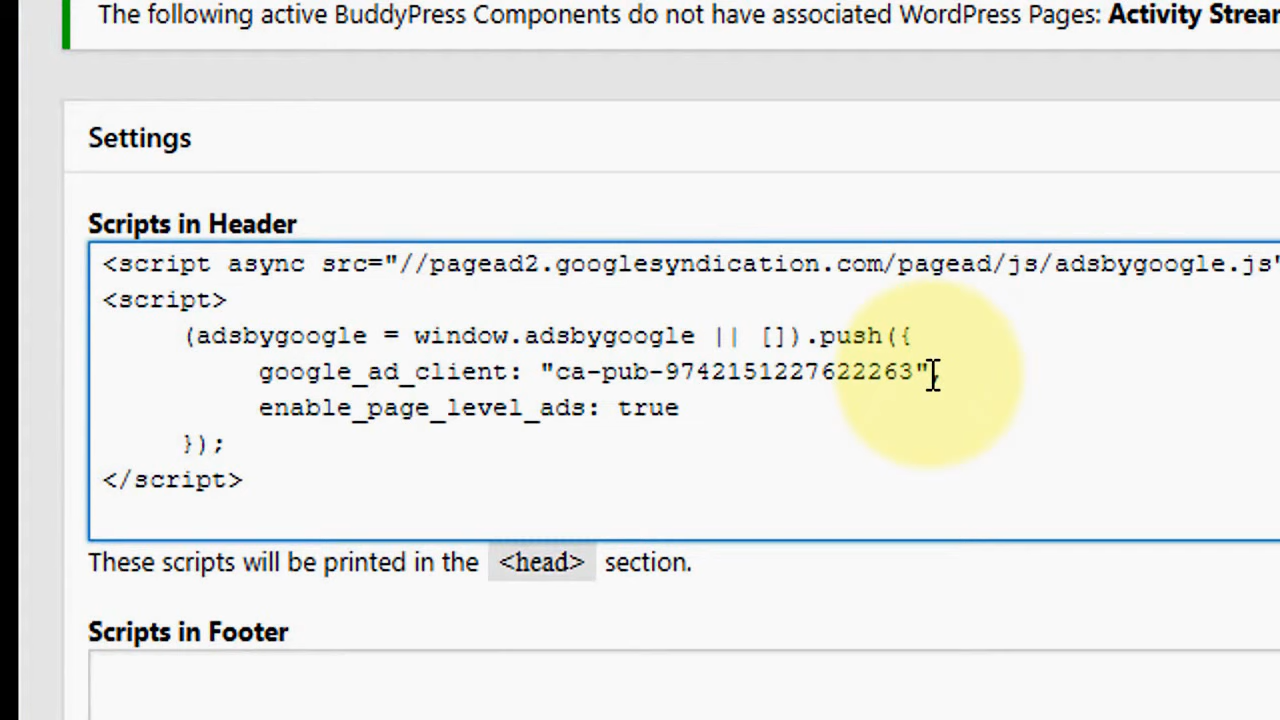 The following active BuddyPress Components do not have associated WordPress Pages: Activity
Settings
Scripts in Header
<script async src="//pagead2.googlesyndication.com/pagead/js/adsbygoogle.js"
<script>
(adsbygoogle = window.adsbygoogle || []).push({
google_ad_client: "ca-pub-9742151227622263",
enable_page_level_ads: true
});
</script>
These scripts will be printed in the <head> section.
Scripts in Footer